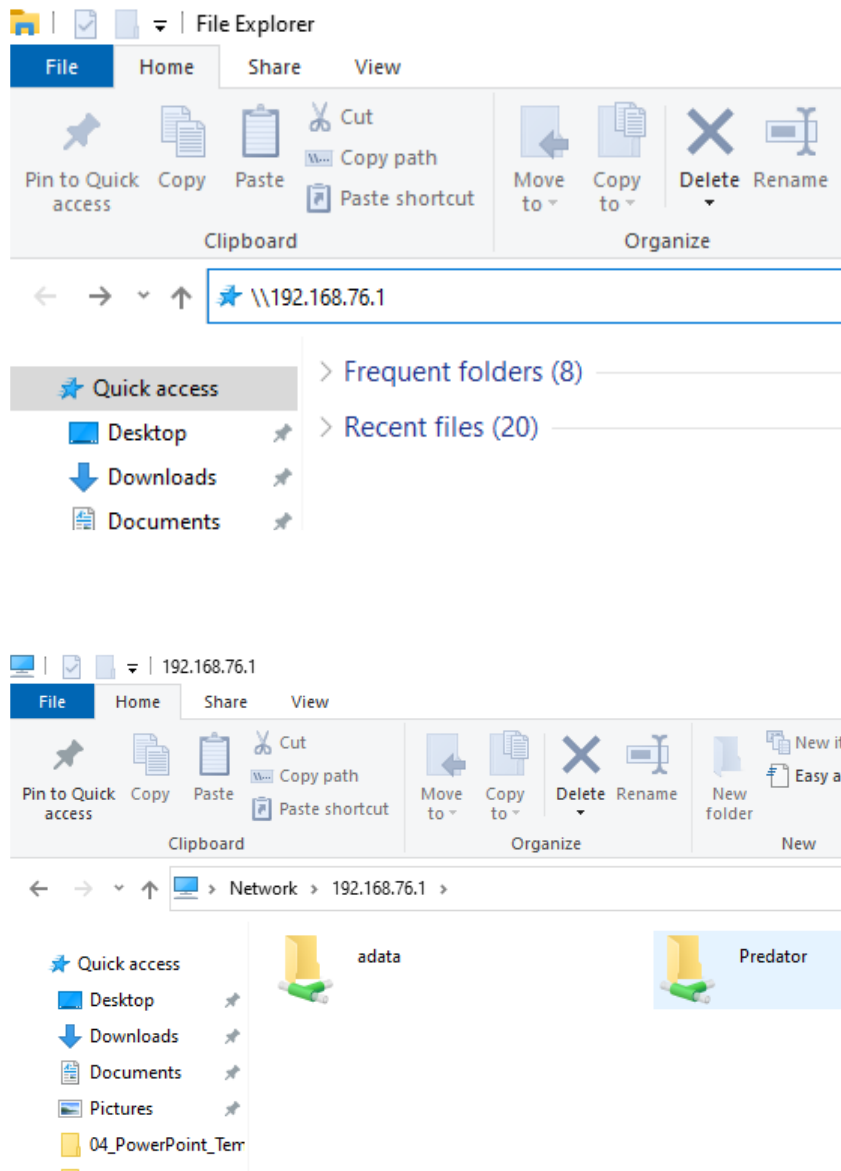 File Explorer
File Home Share View
Pin to Quick access
Copy
Paste
Cut
Copy path
Paste shortcut
Move to
Copy to
Delete
Rename
Clipboard
Organize
\\192.168.76.1
Quick access
Desktop
Downloads
Documents
Frequent folders (8)
Recent files (20)
192.168.76.1
File Home Share View
Pin to Quick access
Copy
Paste
Cut
Copy path
Paste shortcut
Move to
Copy to
Delete
Rename
New folder
New it
Easy a
Clipboard
Organize
New
Network > 192.168.76.1 >
Quick access
Desktop
Downloads
Documents
Pictures
04_PowerPoint_Tem
adata
Predator